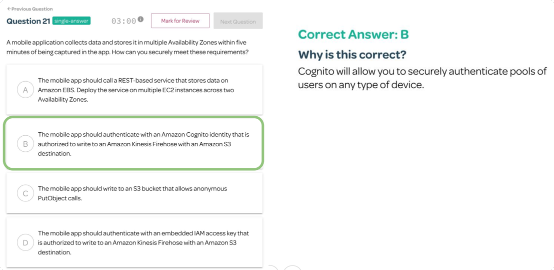 Previous Question
Question 21 single-answer 03:00 Mark for Review Next Question
A mobile application collects data and stores it in multiple Availability Zones within five
minutes of being captured in the app. How can you securely meet these requirements?
A The mobile app should call a REST-based service that stores data on
Amazon EBS. Deploy the service on multiple EC2 instances across two
Availability Zones.
B The mobile app should authenticate with an Amazon Cognito identity that is
authorized to write to an Amazon Kinesis Firehose with an Amazon S3
destination.
C The mobile app should write to an S3 bucket that allows anonymous
PutObject calls.
D The mobile app should authenticate with an embedded IAM access key that
is authorized to write to an Amazon Kinesis Firehose with an Amazon S3
destination.
Correct Answer: B
Why is this correct?
Cognito will allow you to securely authenticate pools of
users on any type of device.